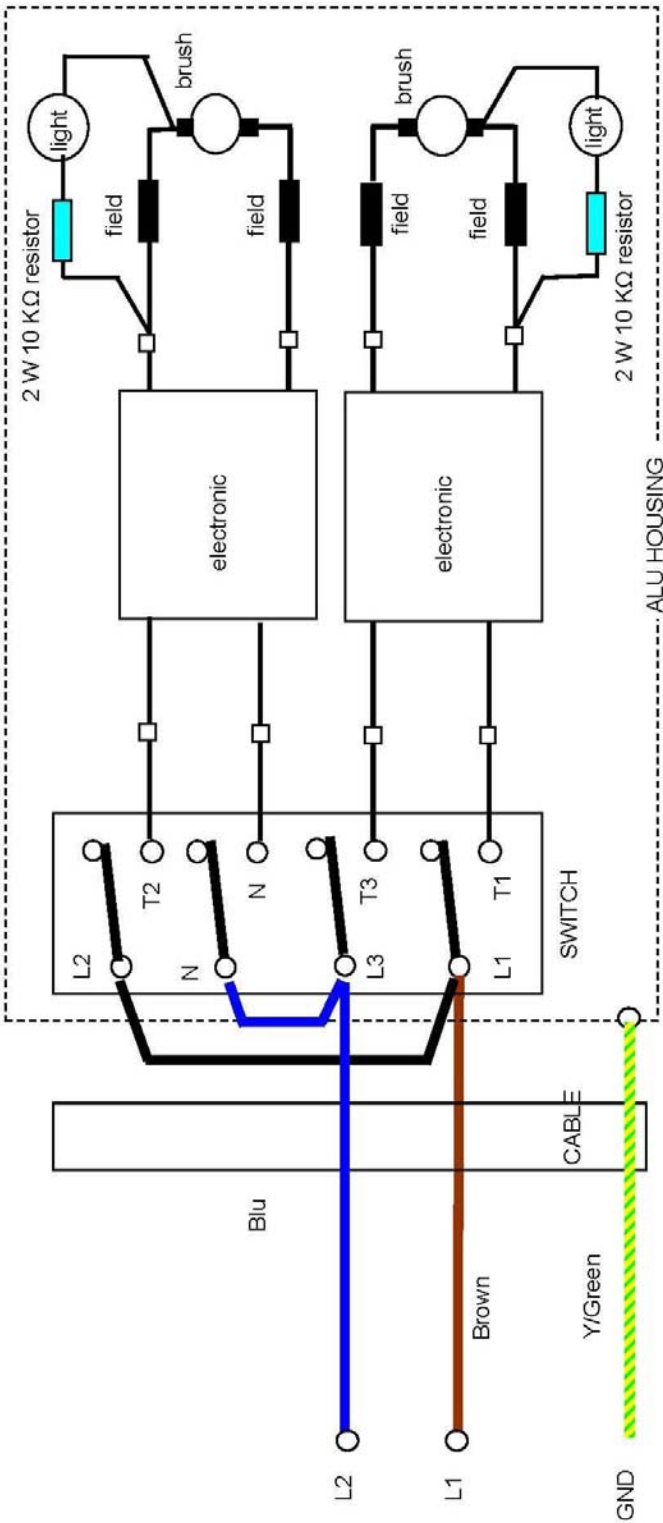 2 W 10 KΩ resistor
light
field
brush
field
electronic
L2
T2
N
N
L3
T3
L1
T1
SWITCH
field
brush
field
light
2 W 10 KΩ resistor
electronic
ALU HOUSING
CABLE
Blu
Brown
Y/Green
L2
L1
GND